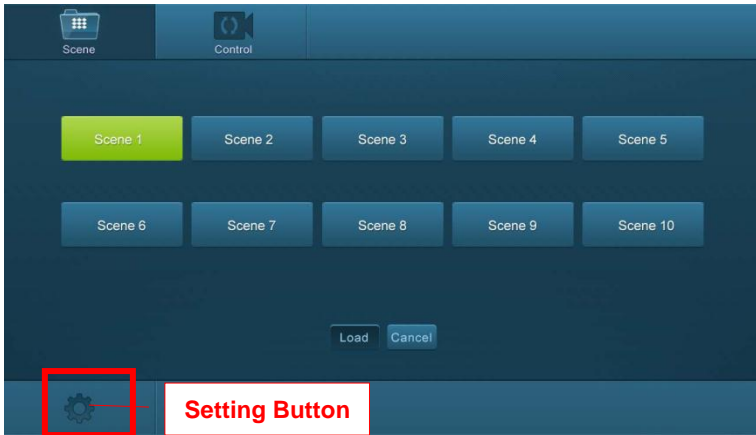 Scene
Control
Scene 1
Scene 2
Scene 3
Scene 4
Scene 5
Scene 6
Scene 7
Scene 8
Scene 9
Scene 10
Load
Cancel
Setting Button